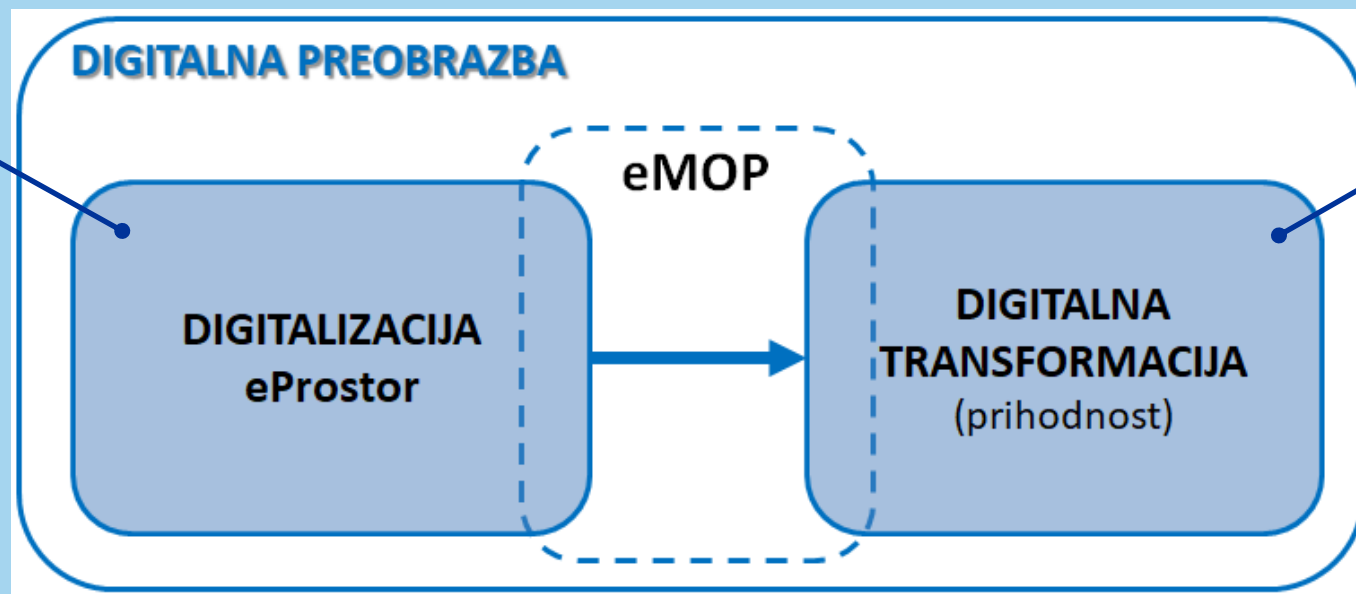 DIGITALNA PREOBRAZBA
eMOP
DIGITALIZACIJA
eProstor
DIGITALNA
TRANSFORMACIJA
(prihodnost)